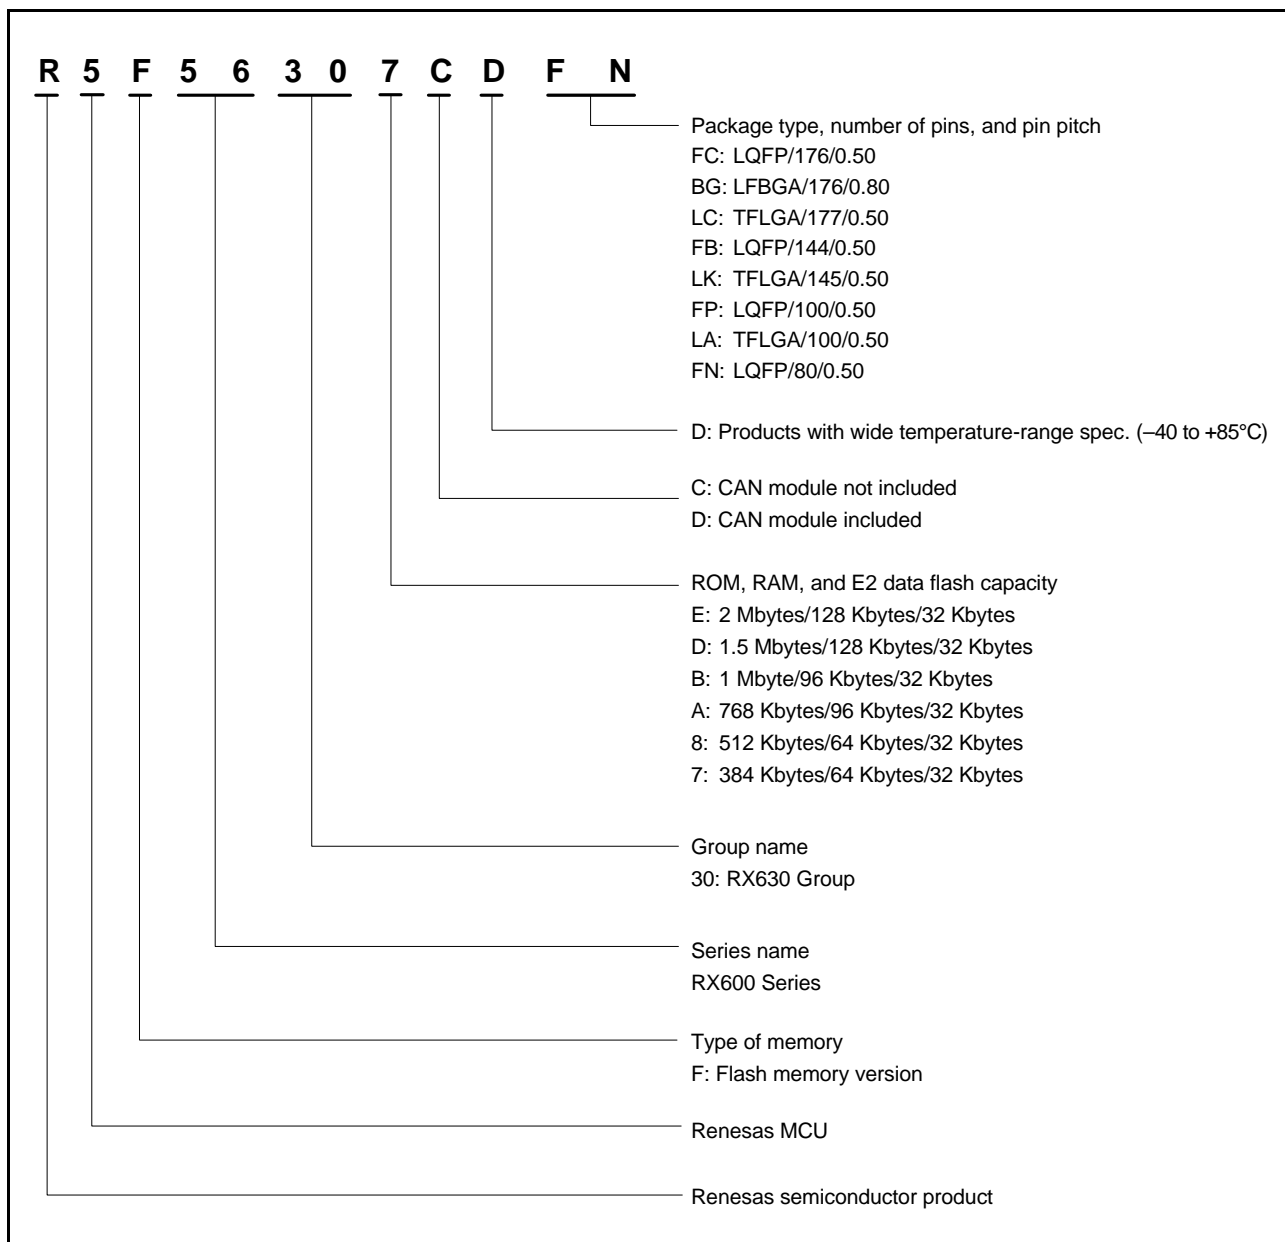 R 5 F 5 6 3 0 7 C D F N
Package type, number of pins, and pin pitch
FC: LQFP/176/0.50
BG: LFBGA/176/0.80
LC: TFLGA/177/0.50
FB: LQFP/144/0.50
LK: TFLGA/145/0.50
FP: LQFP/100/0.50
LA: TFLGA/100/0.50
FN: LQFP/80/0.50
D: Products with wide temperature-range spec. (–40 to +85°C)
C: CAN module not included
D: CAN module included
ROM, RAM, and E2 data flash capacity
E: 2 Mbytes/128 Kbytes/32 Kbytes
D: 1.5 Mbytes/128 Kbytes/32 Kbytes
B: 1 Mbyte/96 Kbytes/32 Kbytes
A: 768 Kbytes/96 Kbytes/32 Kbytes
8: 512 Kbytes/64 Kbytes/32 Kbytes
7: 384 Kbytes/64 Kbytes/32 Kbytes
Group name
30: RX630 Group
Series name
RX600 Series
Type of memory
F: Flash memory version
Renesas MCU
Renesas semiconductor product